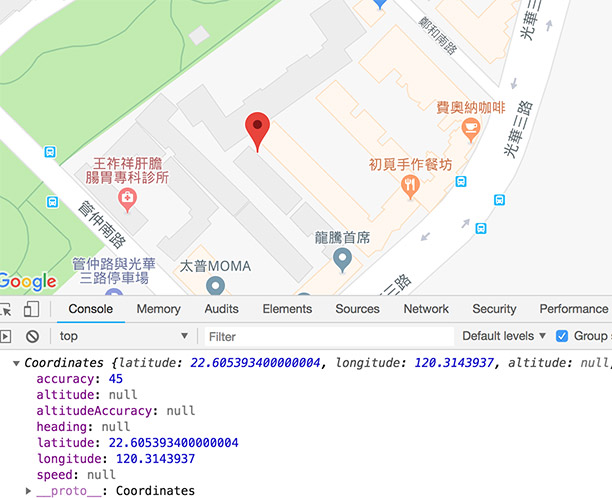 鄭和南路
光華三路
費奧納咖啡
光華三路
初覓手作餐坊
王祚祥肝膽
腸胃專科診所
管仲南路
龍騰首席
管仲路與光華
三路停車場
太普MOMA
三路
Google
Console Memory Audits Elements Sources Network Security Performance
top ▼ Filter Default levels ▼ Group s
▼ Coordinates {latitude: 22.605393400000004, longitude: 120.3143937, altitude: null,
accuracy: 45
altitude: null
altitudeAccuracy: null
heading: null
latitude: 22.605393400000004
longitude: 120.3143937
speed: null
▶ __proto__: Coordinates